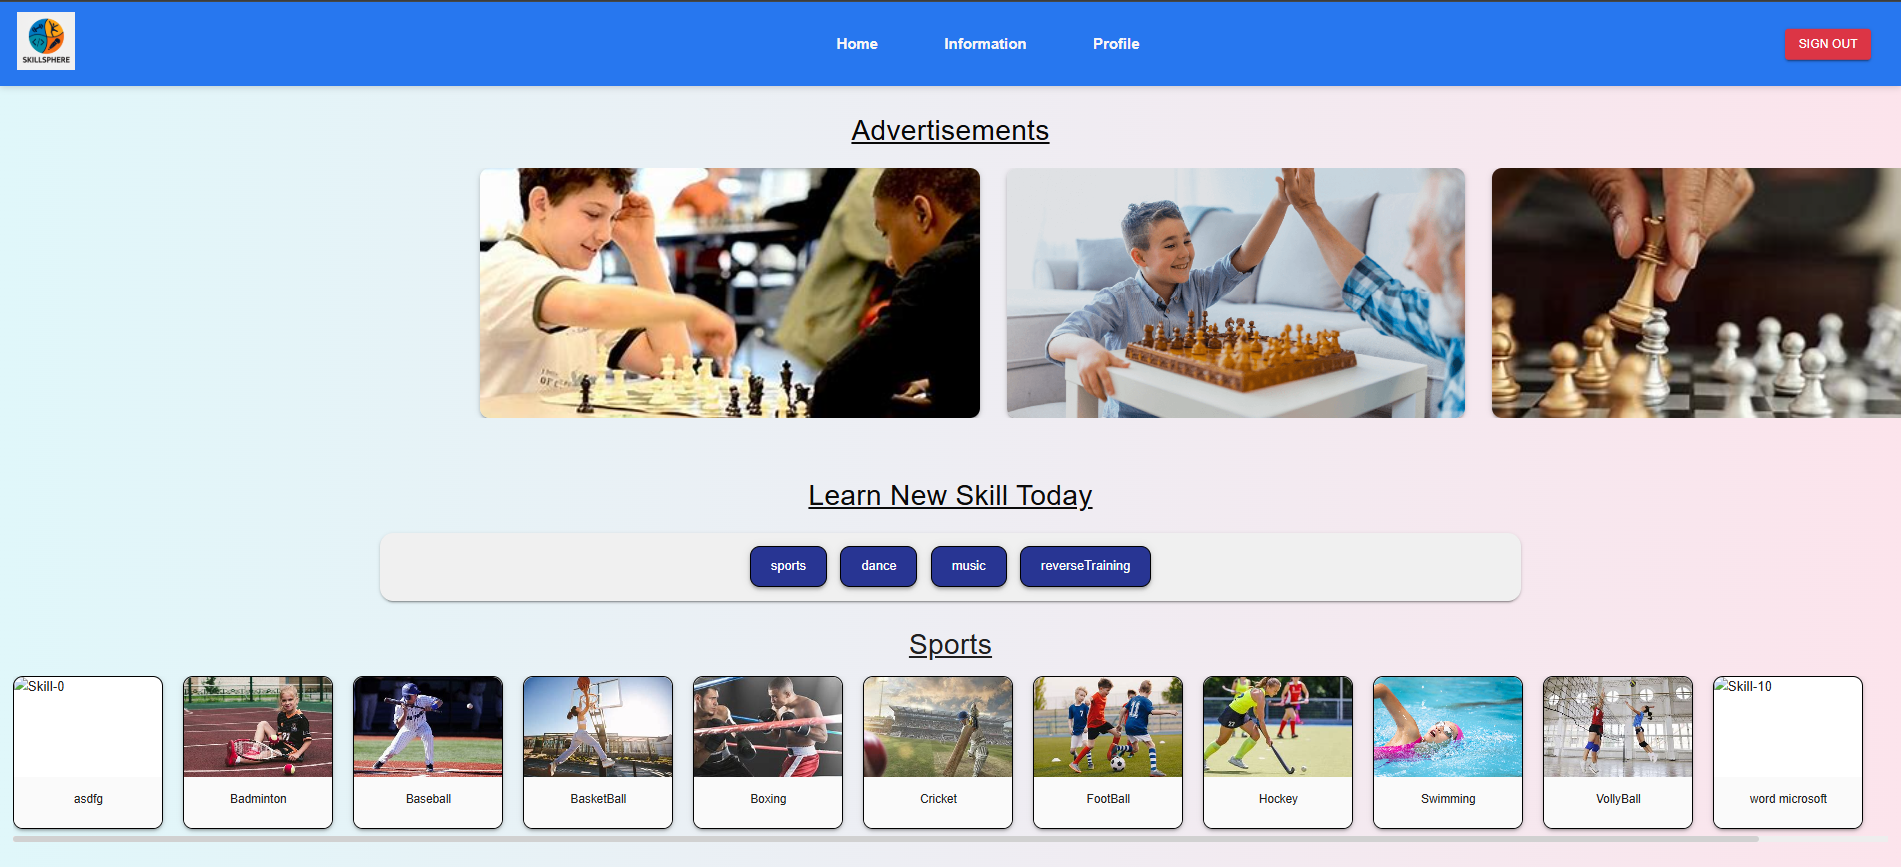 SKILLSPHERE
Home
Information
Profile
SIGN OUT
Advertisements
Learn New Skill Today
sports
dance
music
reverseTraining
Sports
Skill-0
asdfg
Badminton
Baseball
BasketBall
Boxing
Cricket
FootBall
Hockey
Swimming
VollyBall
Skill-10
word microsoft